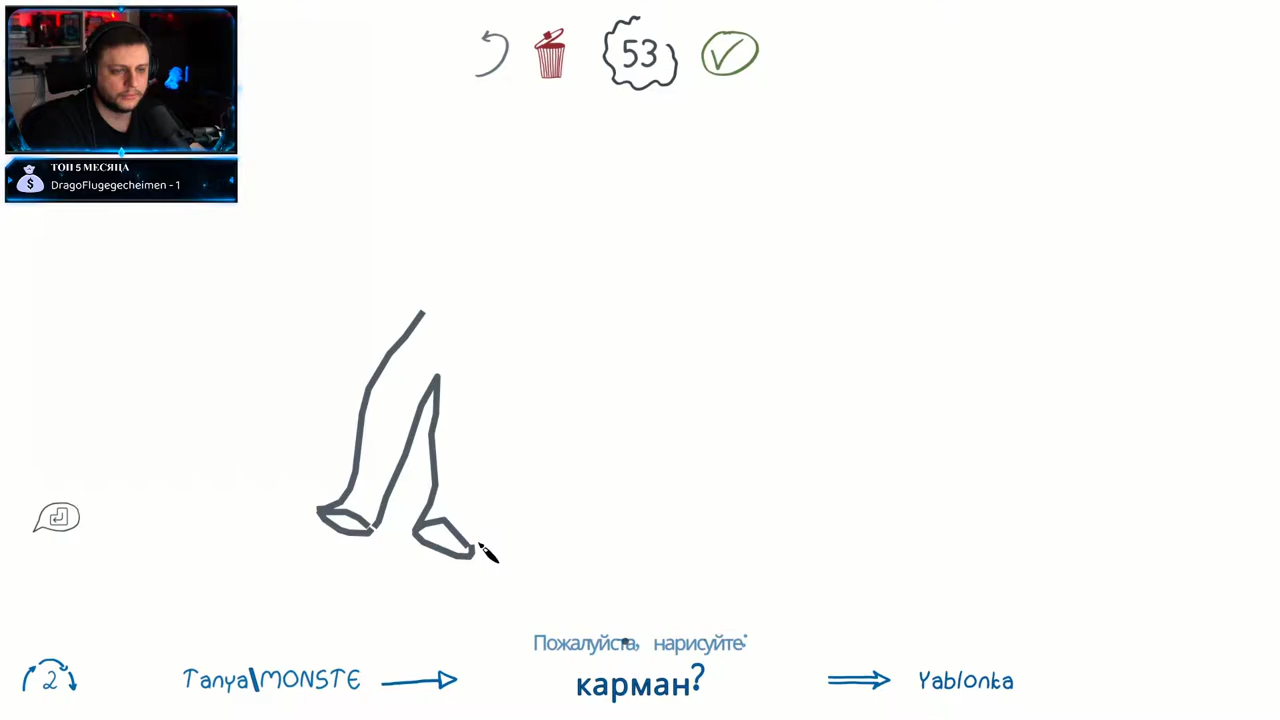 53
ТОП 5 МЕСЯЦА
DragoFlugegecheimen - 1
Пожалуйста, нарисуйте:
2 Tanya\MONSTE карман? Yablonka